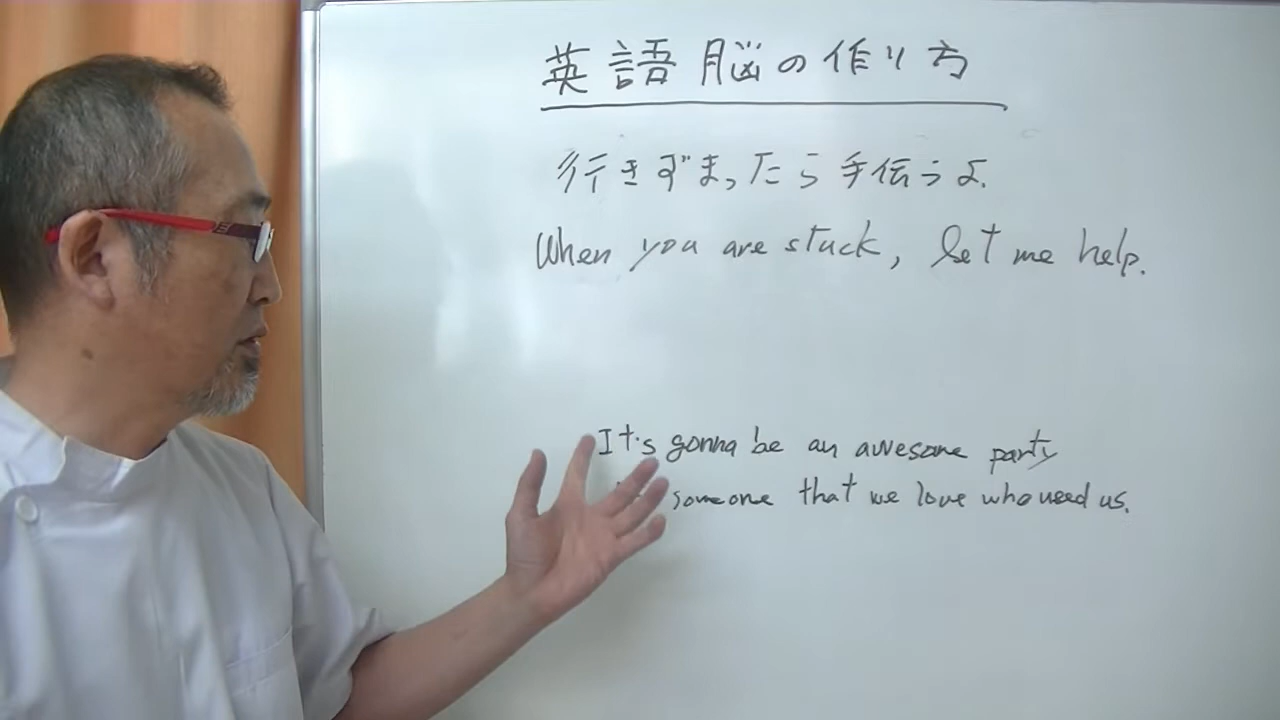 英語脳の作り方
行きずまったら手伝うよ.
When you are stuck, let me help.
It's gonna be an awesome party
someone that we love who need us.